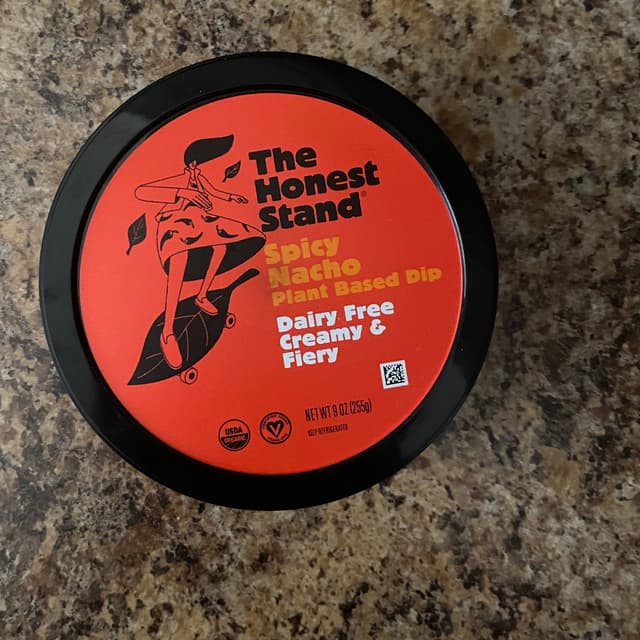 The
Honest
Stand®
Spicy
Nacho
Plant Based Dip
Dairy Free
Creamy &
Fiery
USDA
ORGANIC
NET WT 9 OZ (255g)
KEEP REFRIGERATED